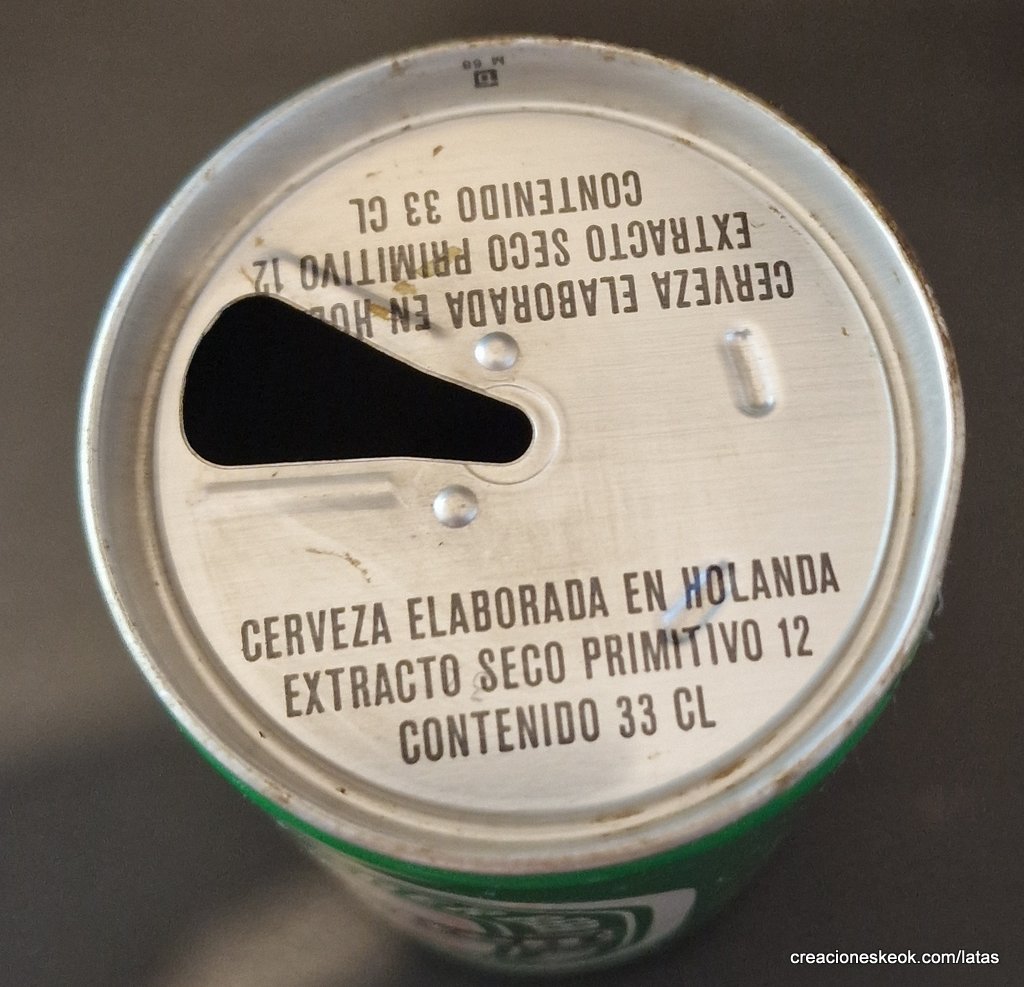 M 68
CONTENIDO 33 CL
EXTRACTO SECO PRIMITIVO 12
CERVEZA ELABORADA EN
CERVEZA ELABORADA EN HOLANDA
EXTRACTO SECO PRIMITIVO 12
CONTENIDO 33 CL
creacioneskeok.com/latas